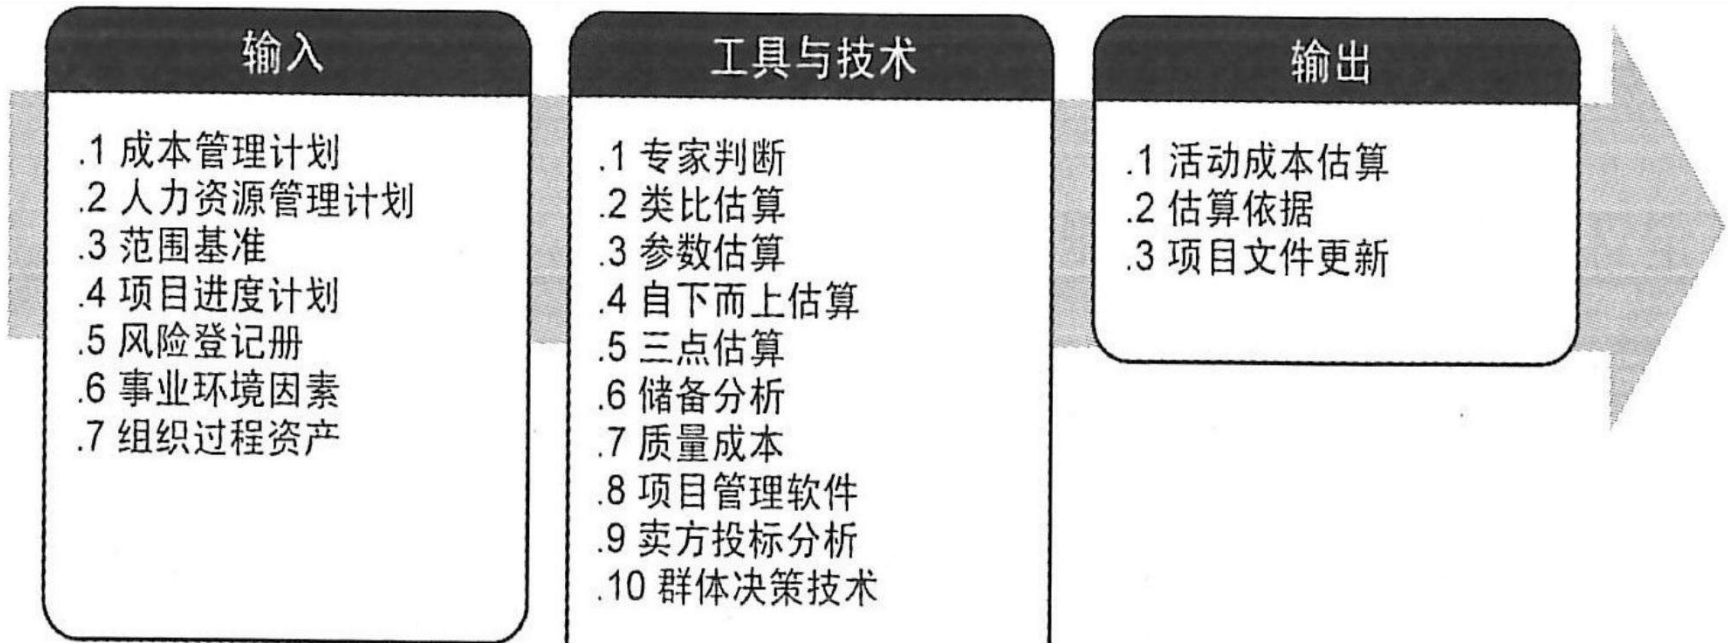 输入
.1 成本管理计划
.2 人力资源管理计划
.3 范围基准
.4 项目进度计划
.5 风险登记册
.6 事业环境因素
.7 组织过程资产
工具与技术
.1 专家判断
.2 类比估算
.3 参数估算
.4 自下而上估算
.5 三点估算
.6 储备分析
.7 质量成本
.8 项目管理软件
.9 卖方投标分析
.10 群体决策技术
输出
.1 活动成本估算
.2 估算依据
.3 项目文件更新